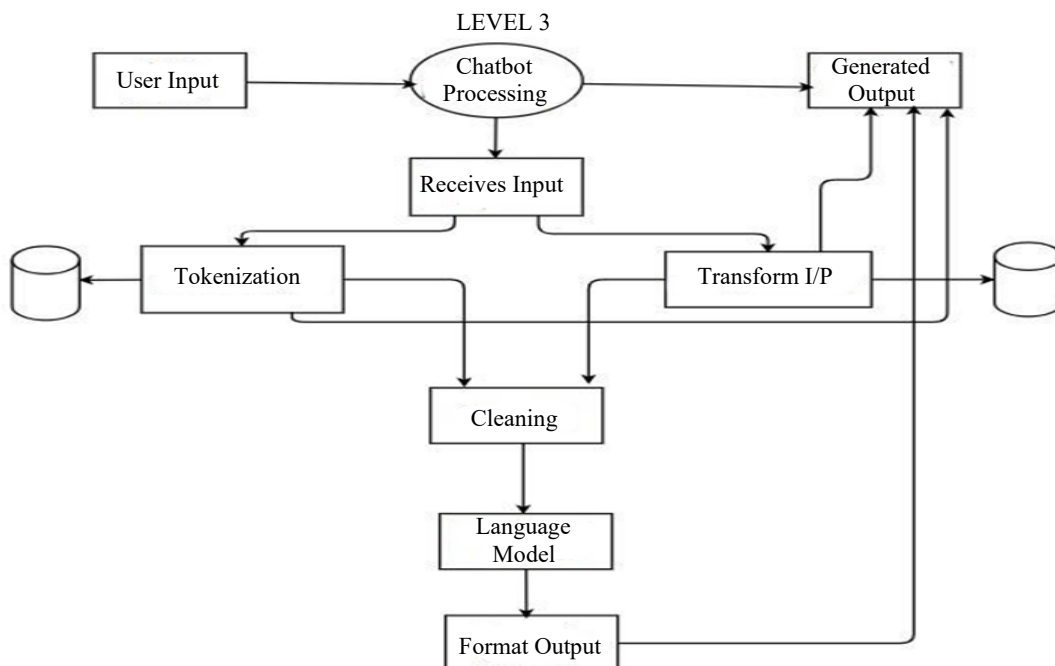 LEVEL 3
User Input
Chatbot
Processing
Generated
Output
Receives Input
Tokenization
Transform I/P
Cleaning
Language
Model
Format Output